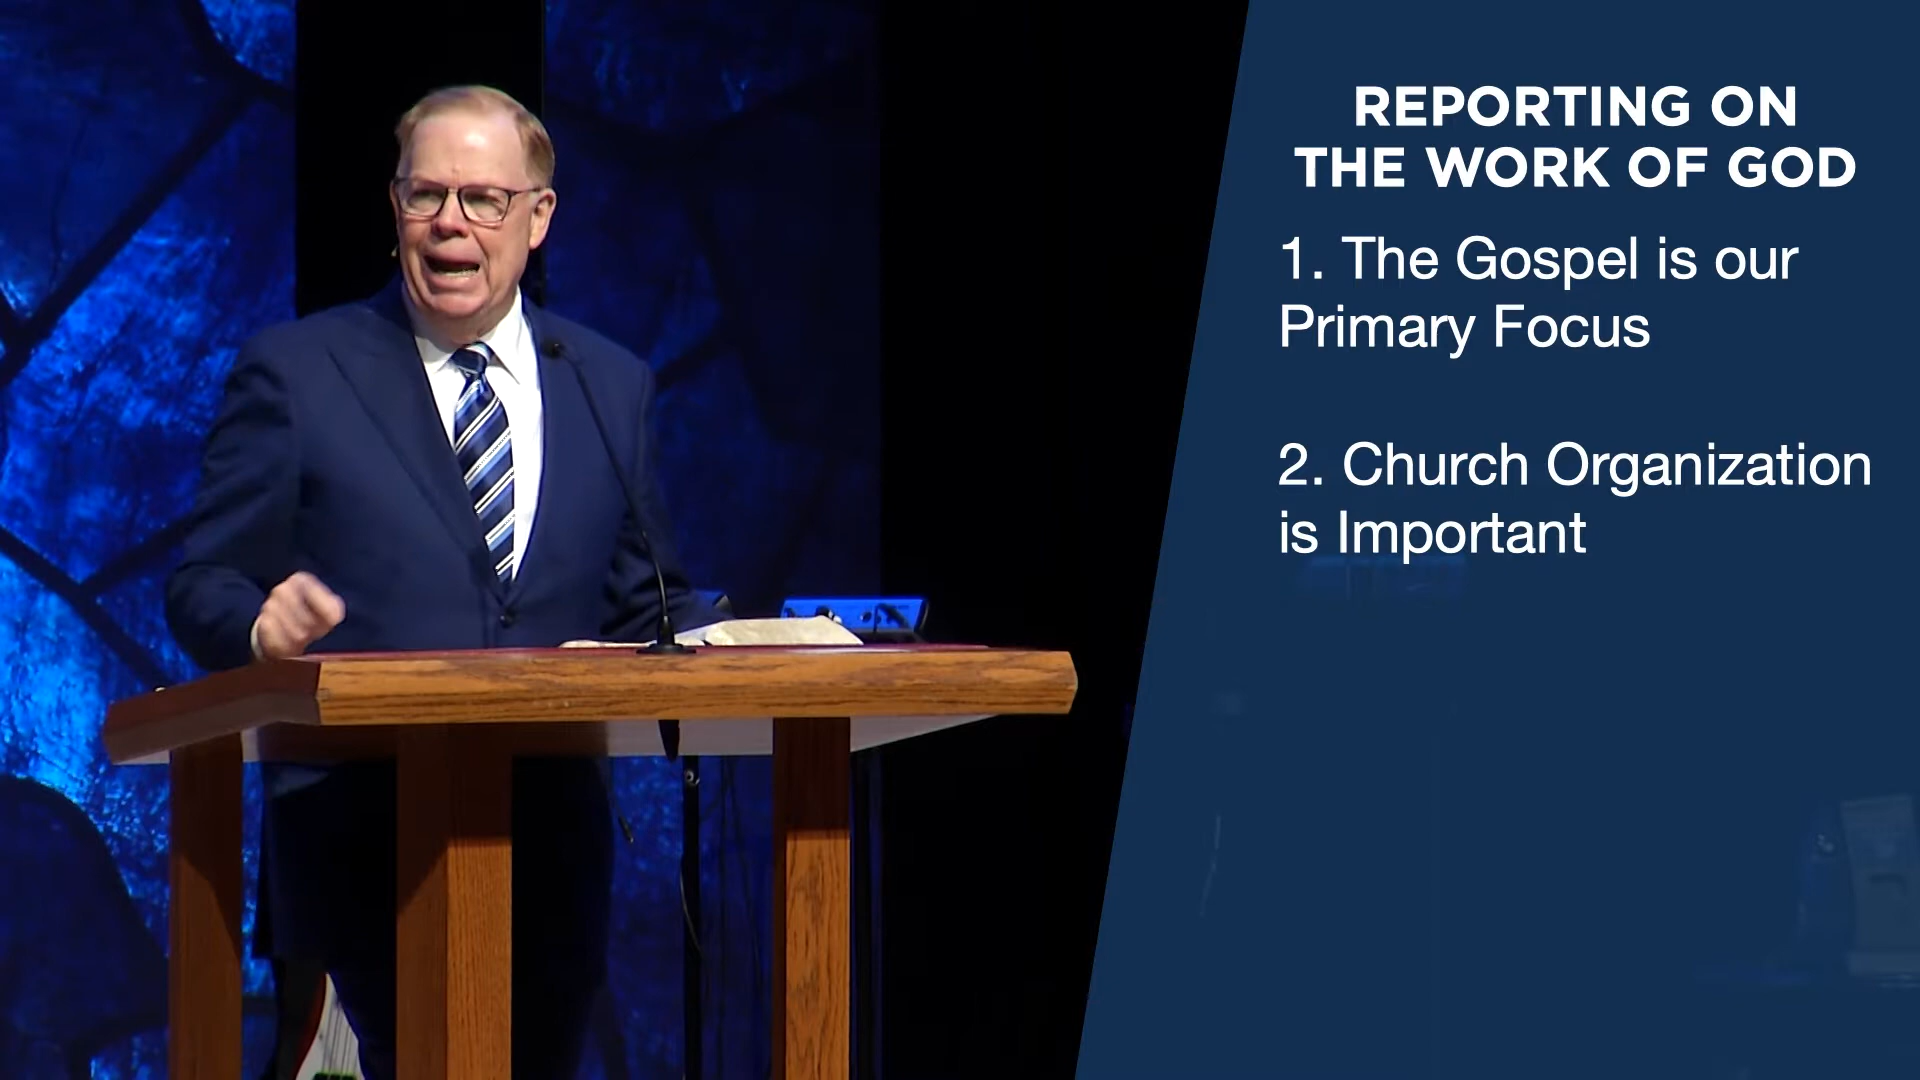 REPORTING ON
THE WORK OF GOD
1. The Gospel is our
Primary Focus
2. Church Organization
is Important